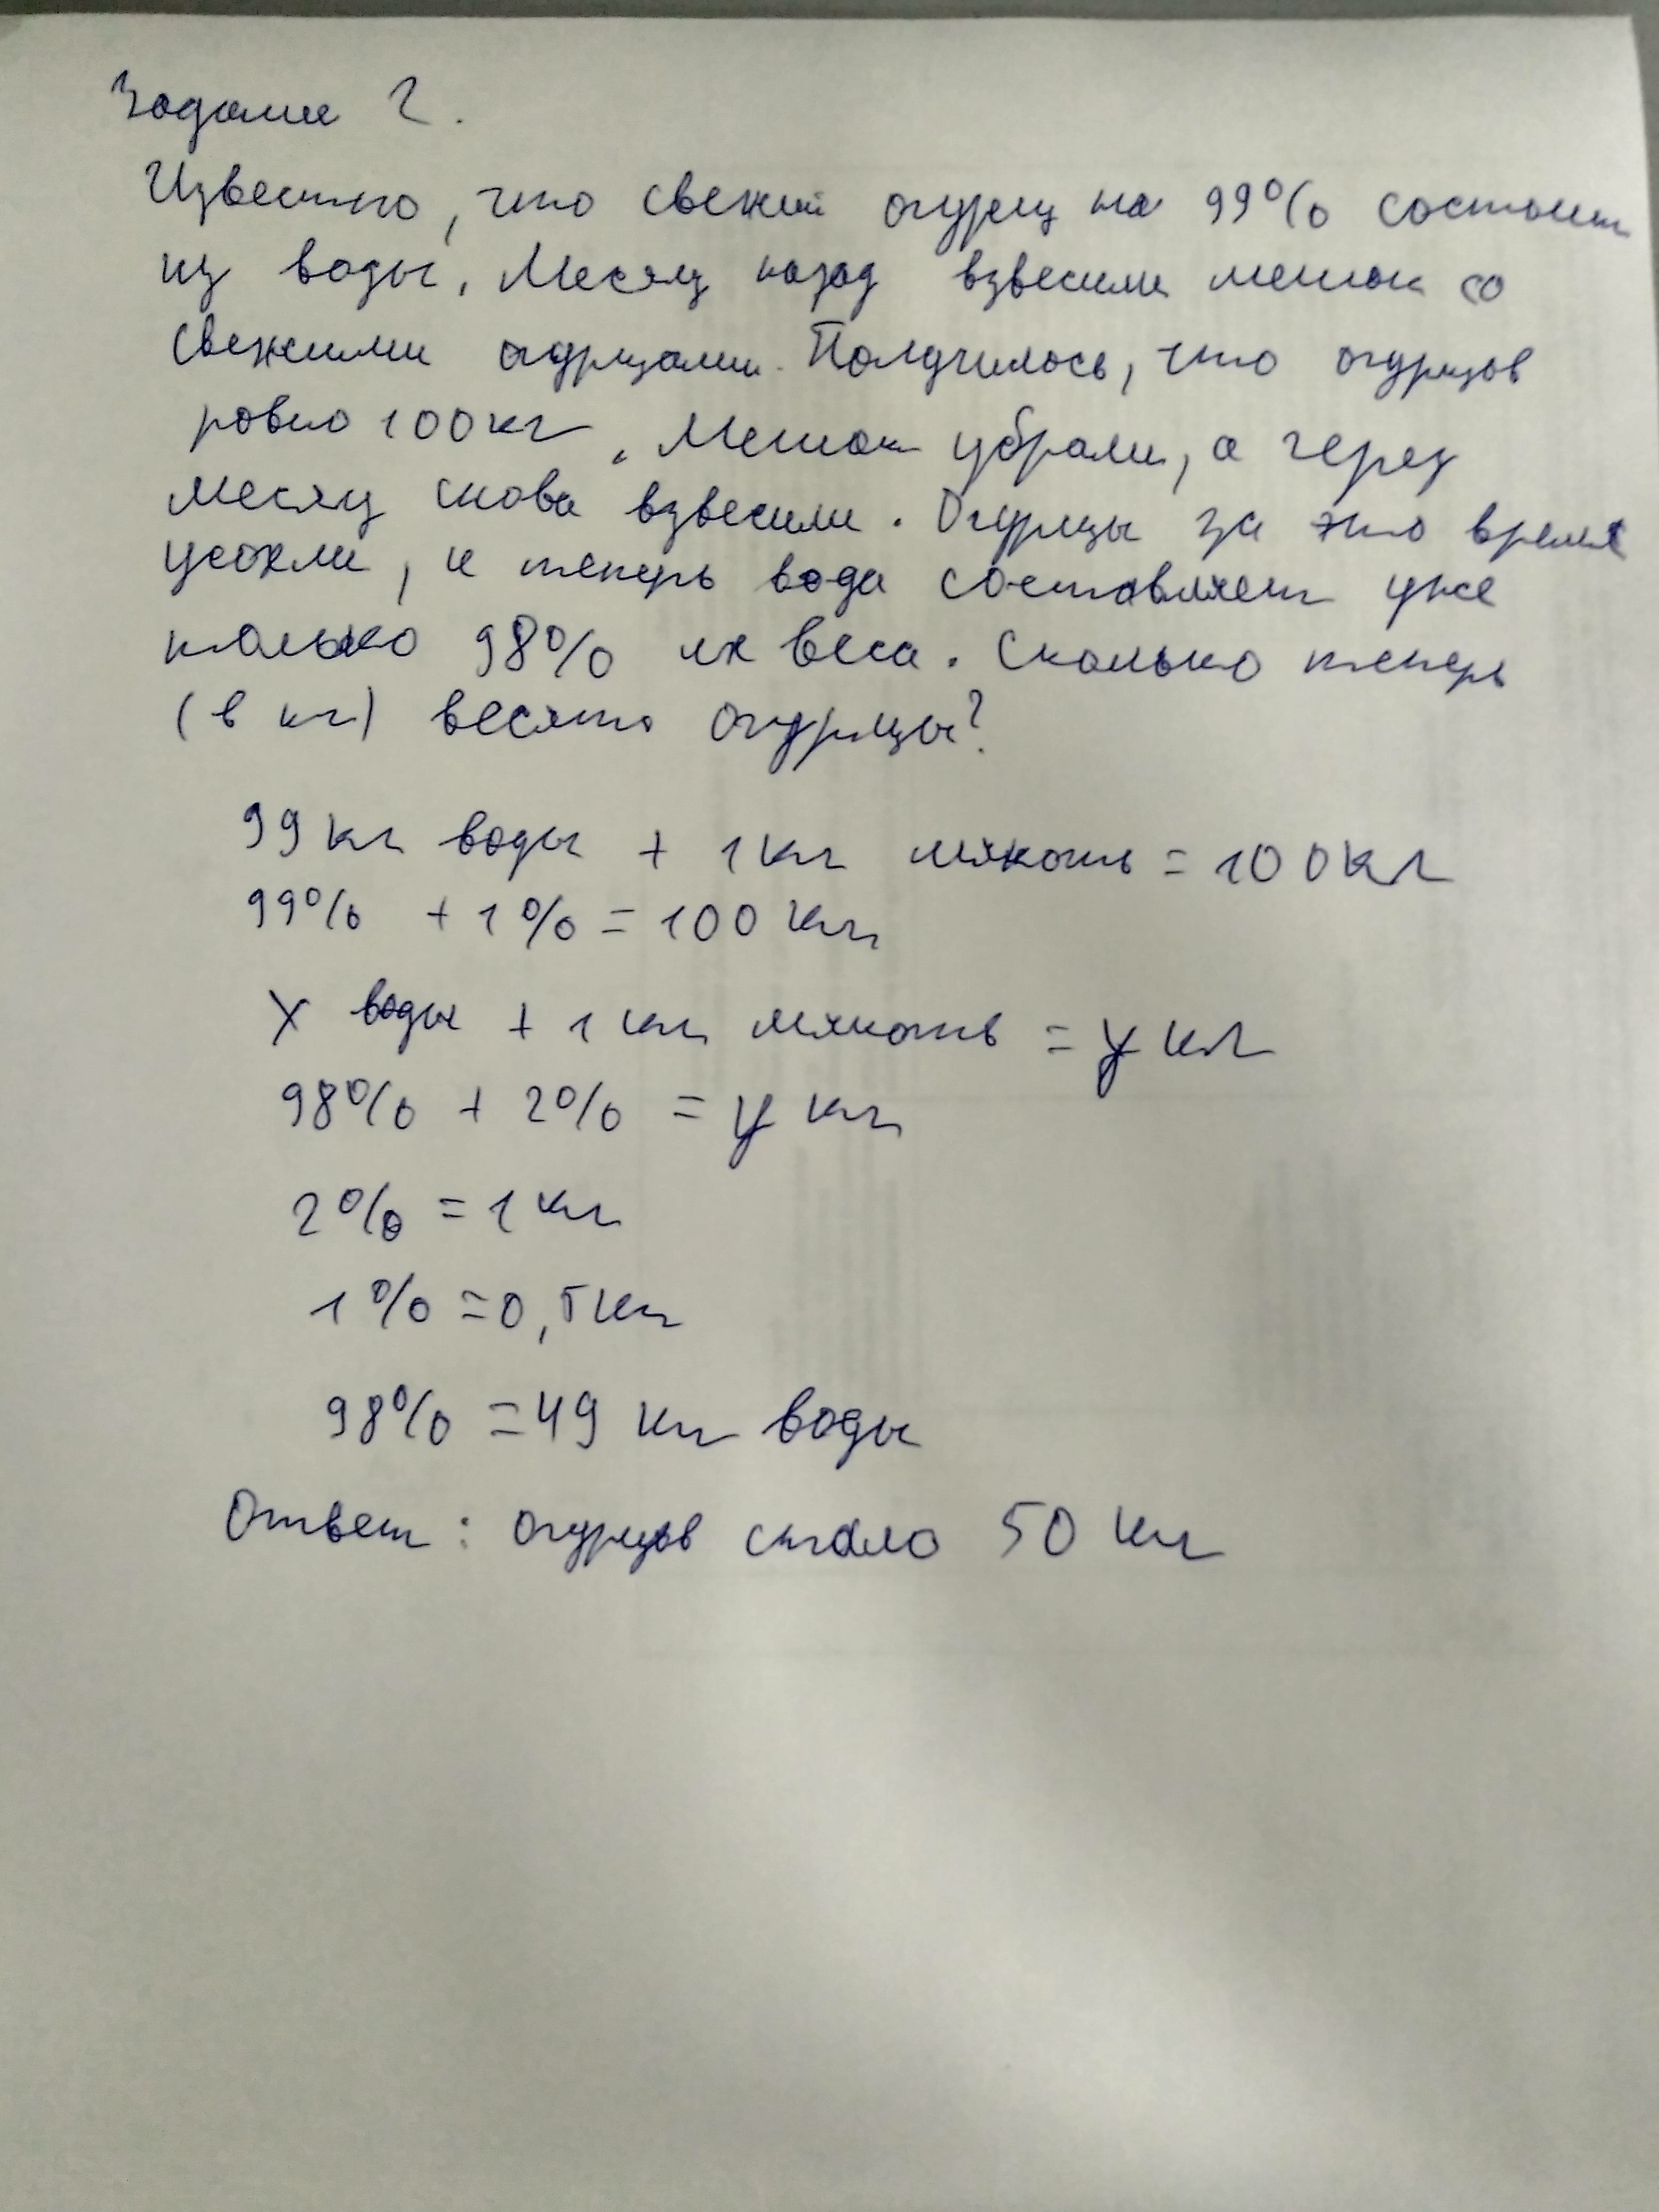 Задание 2.
Известно, что свежий огурец на 99% состоит
из воды. Месяц назад взвесили мешок со
свежими огурцами. Получилось, что огурцов
ровно 100кг. Мешок убрали, а через
месяц снова взвесили. Огурцы за это время
усохли, и теперь вода составляет уже
только 98% их веса. Сколько теперь
(в кг) весят огурцы?
99 кг воды + 1 кг мякоть = 100 кг
99% + 1% = 100 кг
x воды + 1 кг мякоть = y кг
98% + 2% = y кг
2% = 1 кг
1% = 0,5 кг
98% = 49 кг воды
Ответ: огурцов стало 50 кг